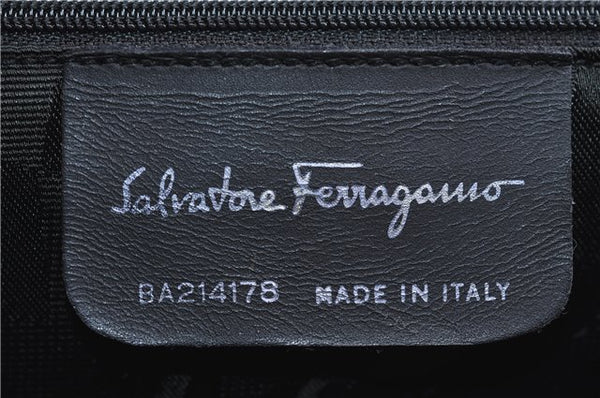 Salvatore Ferragamo
BA214178 MADE IN ITALY